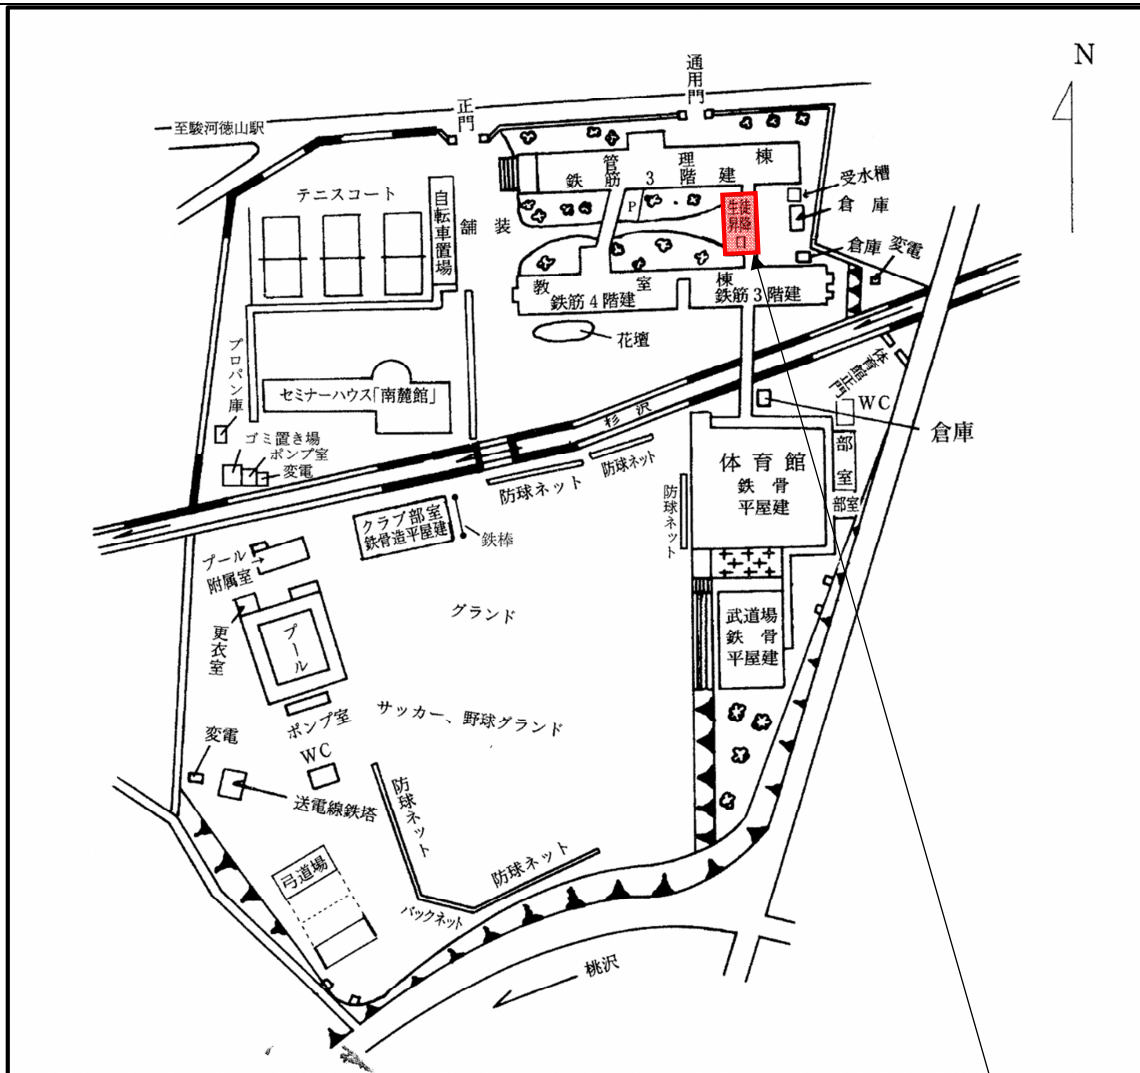 N
通用門
正門
至駿河徳山駅
管理棟
鉄筋3階建
受水槽
倉庫
テニスコート
自転車置場
舗装
P
生徒
昇降
口
倉庫
変電
教室棟
鉄筋4階建
鉄筋3階建
花壇
プロパン庫
セミナーハウス「南麓館」
体育館正門
WC
倉庫
杉沢
ゴミ置き場
ポンプ室
変電
防球ネット
防球ネット
防球ネット
体育館
鉄骨
平屋建
部室
部室
クラブ部室
鉄骨造平屋建
鉄棒
プール
附属室
更衣室
プール
グランド
武道場
鉄骨
平屋建
ポンプ室
サッカー、野球グランド
変電
WC
送電線鉄塔
防球ネット
防球ネット
バックネット
弓道場
桃沢